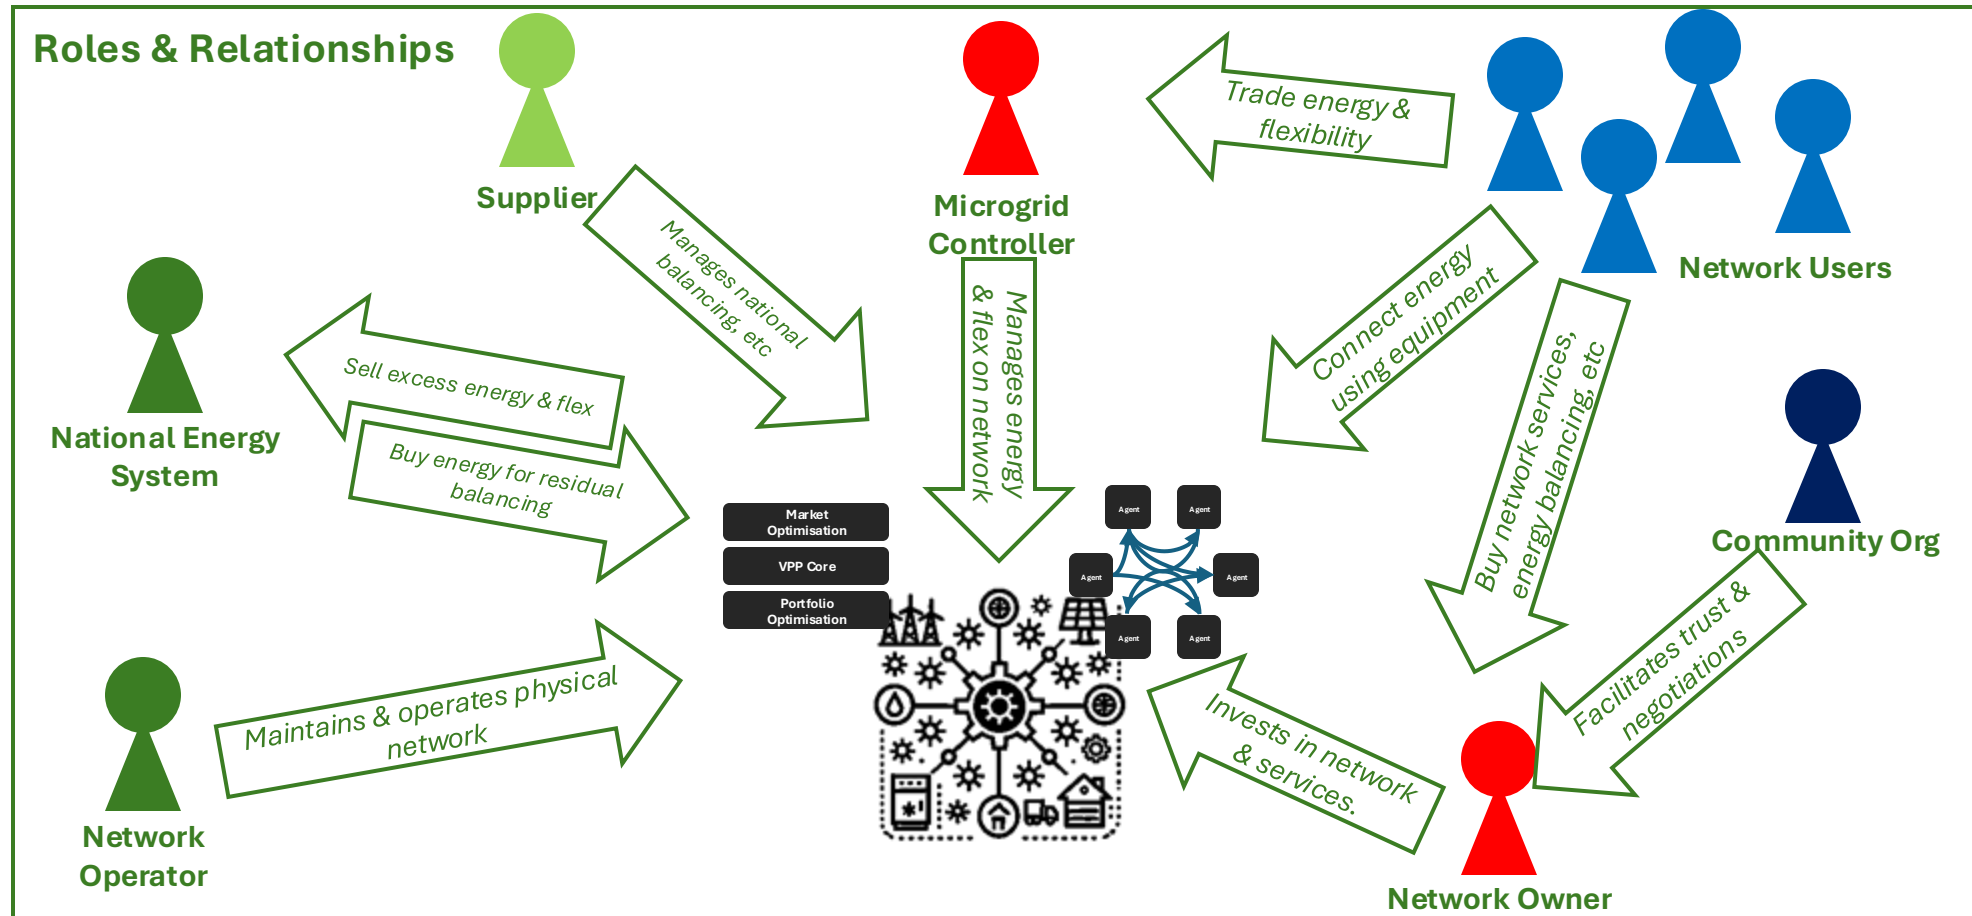 Roles & Relationships
Supplier
Microgrid
Controller
Trade energy &
flexibility
Network Users
Manages national
balancing, etc
Manages energy
& flex on network
Connect energy
using equipment
Buy network services,
energy balancing, etc
National Energy
System
Sell excess energy & flex
Buy energy for residual
balancing
Community Org
Facilitates trust &
negotiations
Market
Optimisation
VPP Core
Portfolio
Optimisation
Agent
Agent
Agent
Agent
Agent
Agent
Network
Operator
Maintains & operates physical
network
Invests in network
& services.
Network Owner